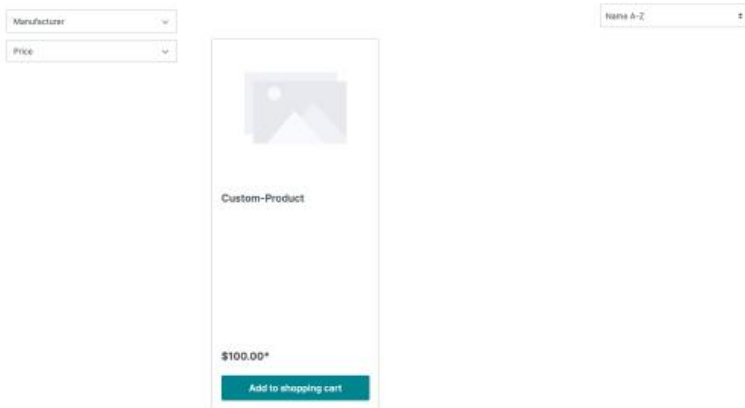 Manufacturer
Name A-Z
Price
Custom-Product
$100.00*
Add to shopping cart